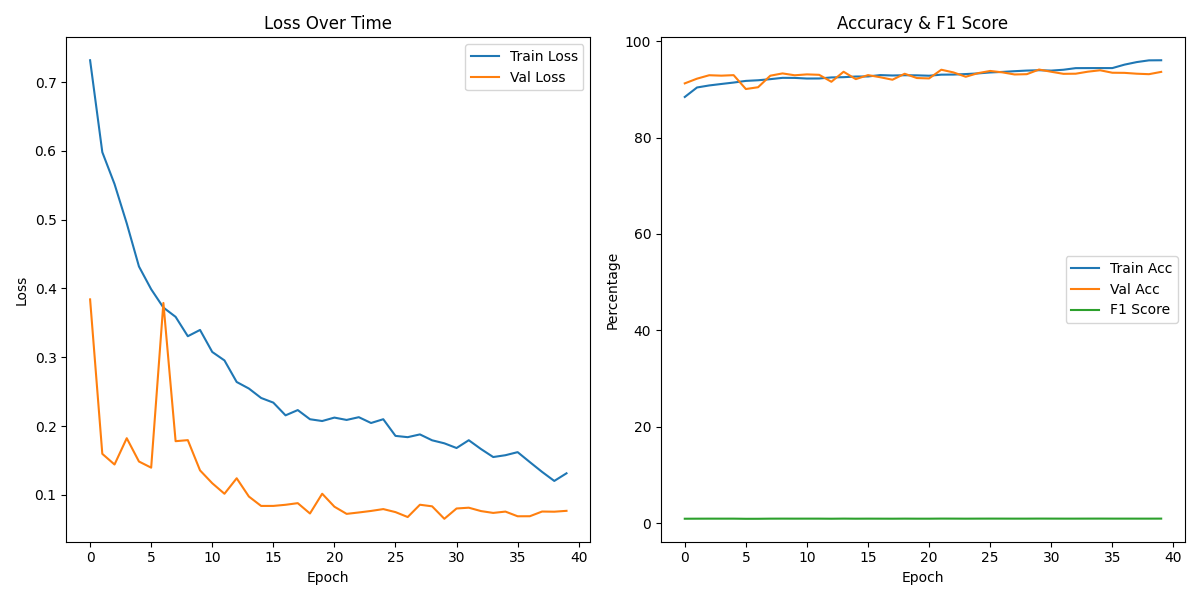 Loss Over Time
Train Loss
Val Loss
0.7
0.6
0.5
0.4
0.3
0.2
0.1
Loss
0 5 10 15 20 25 30 35 40
Epoch
Accuracy & F1 Score
100
80
60
40
20
0
Percentage
Train Acc
Val Acc
F1 Score
0 5 10 15 20 25 30 35 40
Epoch